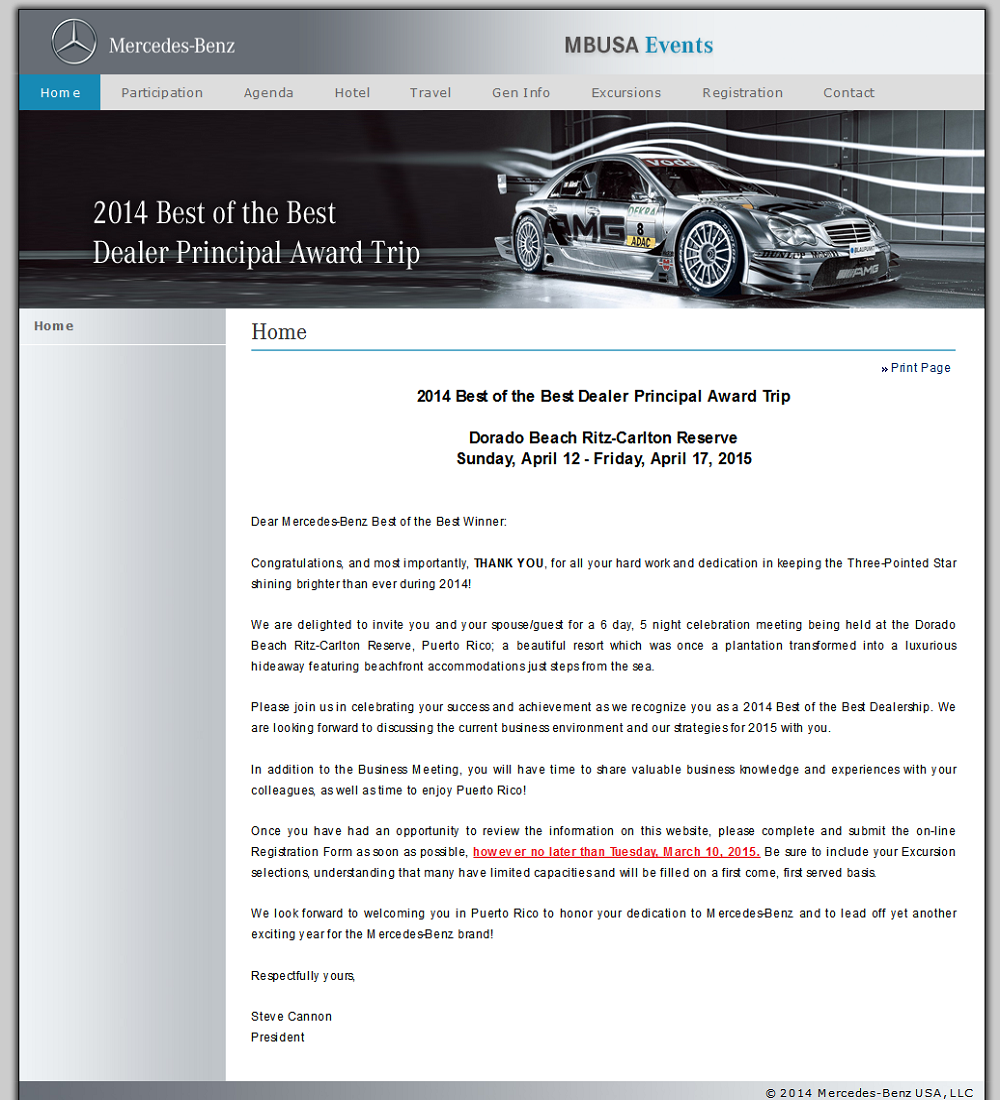 Mercedes-Benz
MBUSA Events
Home Participation Agenda Hotel Travel Gen Info Excursions Registration Contact
2014 Best of the Best
Dealer Principal Award Trip
AMG
DEKRA
8
ADAC
BLAUPUNKT
DUNLOP
AMG
Home
Home
» Print Page
2014 Best of the Best Dealer Principal Award Trip
Dorado Beach Ritz-Carlton Reserve
Sunday, April 12 - Friday, April 17, 2015
Dear Mercedes-Benz Best of the Best Winner:
Congratulations, and most importantly, THANK YOU, for all your hard work and dedication in keeping the Three-Pointed Star
shining brighter than ever during 2014!
We are delighted to invite you and your spouse/guest for a 6 day, 5 night celebration meeting being held at the Dorado
Beach Ritz-Carlton Reserve, Puerto Rico; a beautiful resort which was once a plantation transformed into a luxurious
hideaway featuring beachfront accommodations just steps from the sea.
Please join us in celebrating your success and achievement as we recognize you as a 2014 Best of the Best Dealership. We
are looking forward to discussing the current business environment and our strategies for 2015 with you.
In addition to the Business Meeting, you will have time to share valuable business knowledge and experiences with your
colleagues, as well as time to enjoy Puerto Rico!
Once you have had an opportunity to review the information on this website, please complete and submit the on-line
Registration Form as soon as possible, however no later than Tuesday, March 10, 2015. Be sure to include your Excursion
selections, understanding that many have limited capacities and will be filled on a first come, first served basis.
We look forward to welcoming you in Puerto Rico to honor your dedication to Mercedes-Benz and to lead off yet another
exciting year for the Mercedes-Benz brand!
Respectfully yours,
Steve Cannon
President
© 2014 Mercedes-Benz USA, LLC